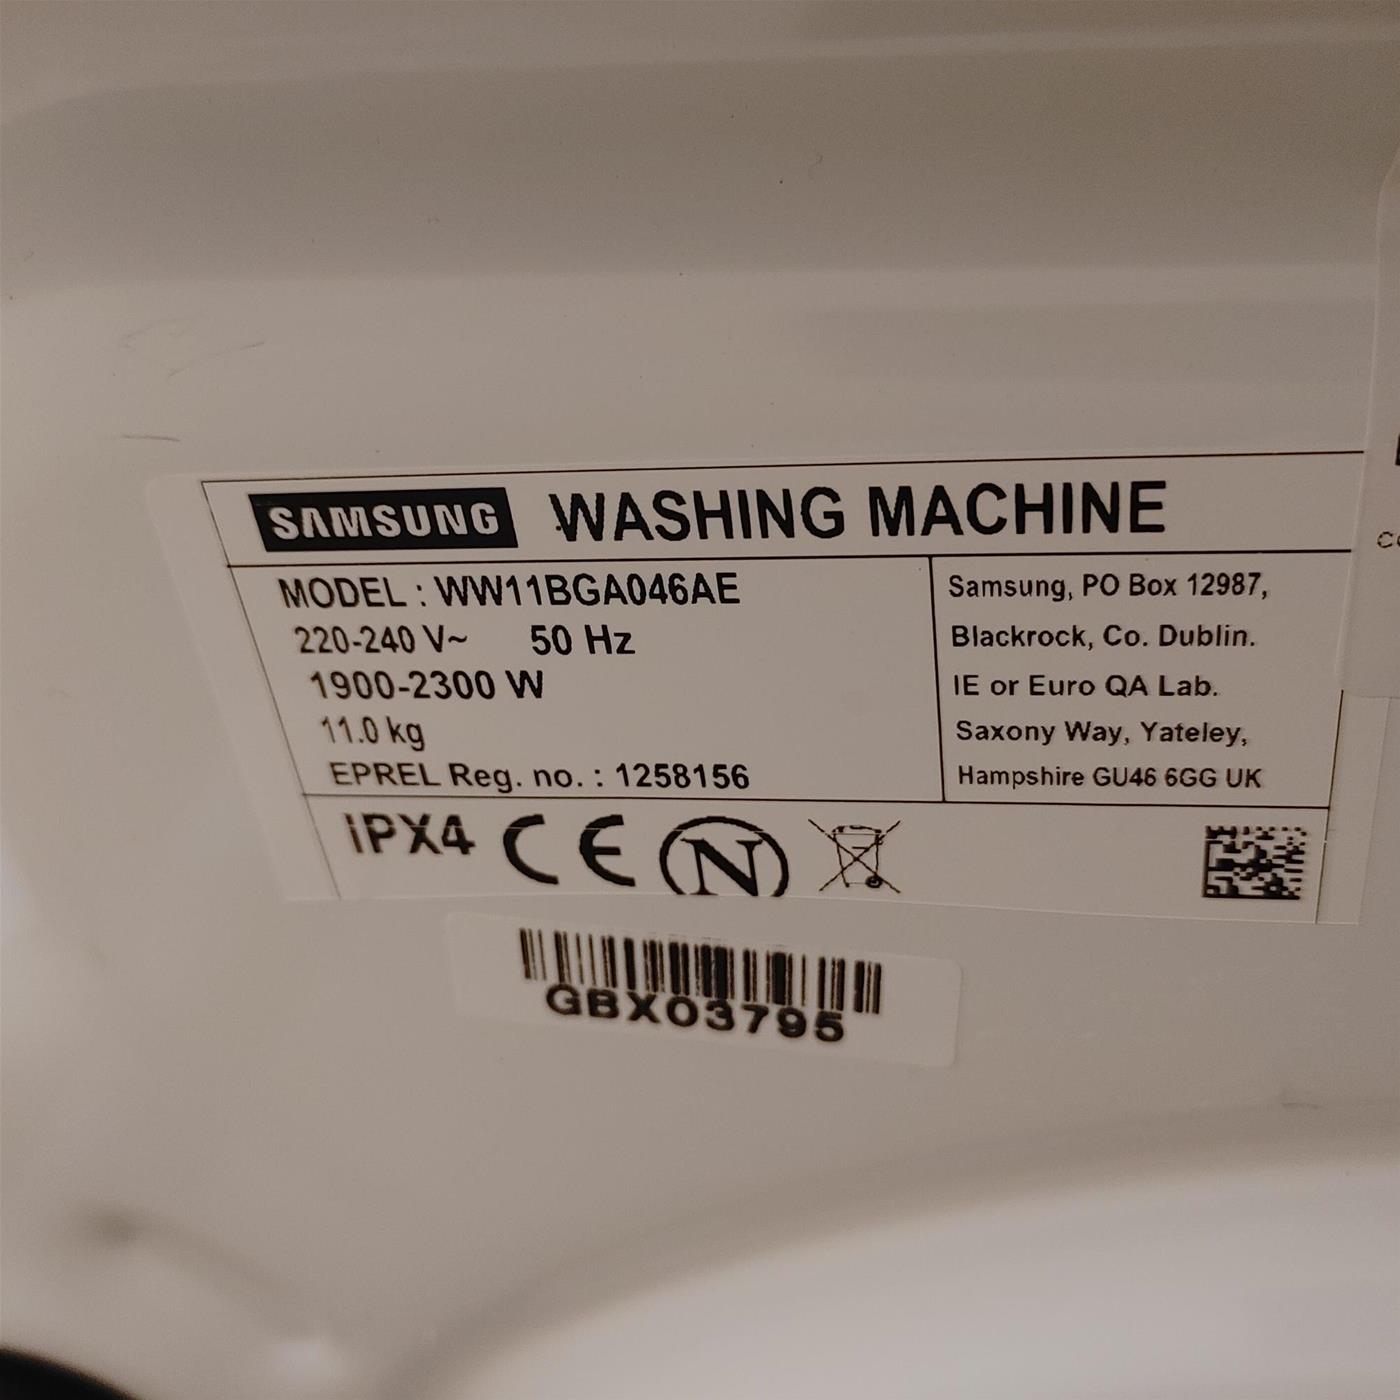 SAMSUNG WASHING MACHINE
MODEL : WW11BGA046AE
220-240 V~ 50 Hz
1900-2300 W
11.0 kg
EPREL Reg. no. : 1258156
Samsung, PO Box 12987,
Blackrock, Co. Dublin.
IE or Euro QA Lab.
Saxony Way, Yateley,
Hampshire GU46 6GG UK
IPX4 CE N
GBX03795